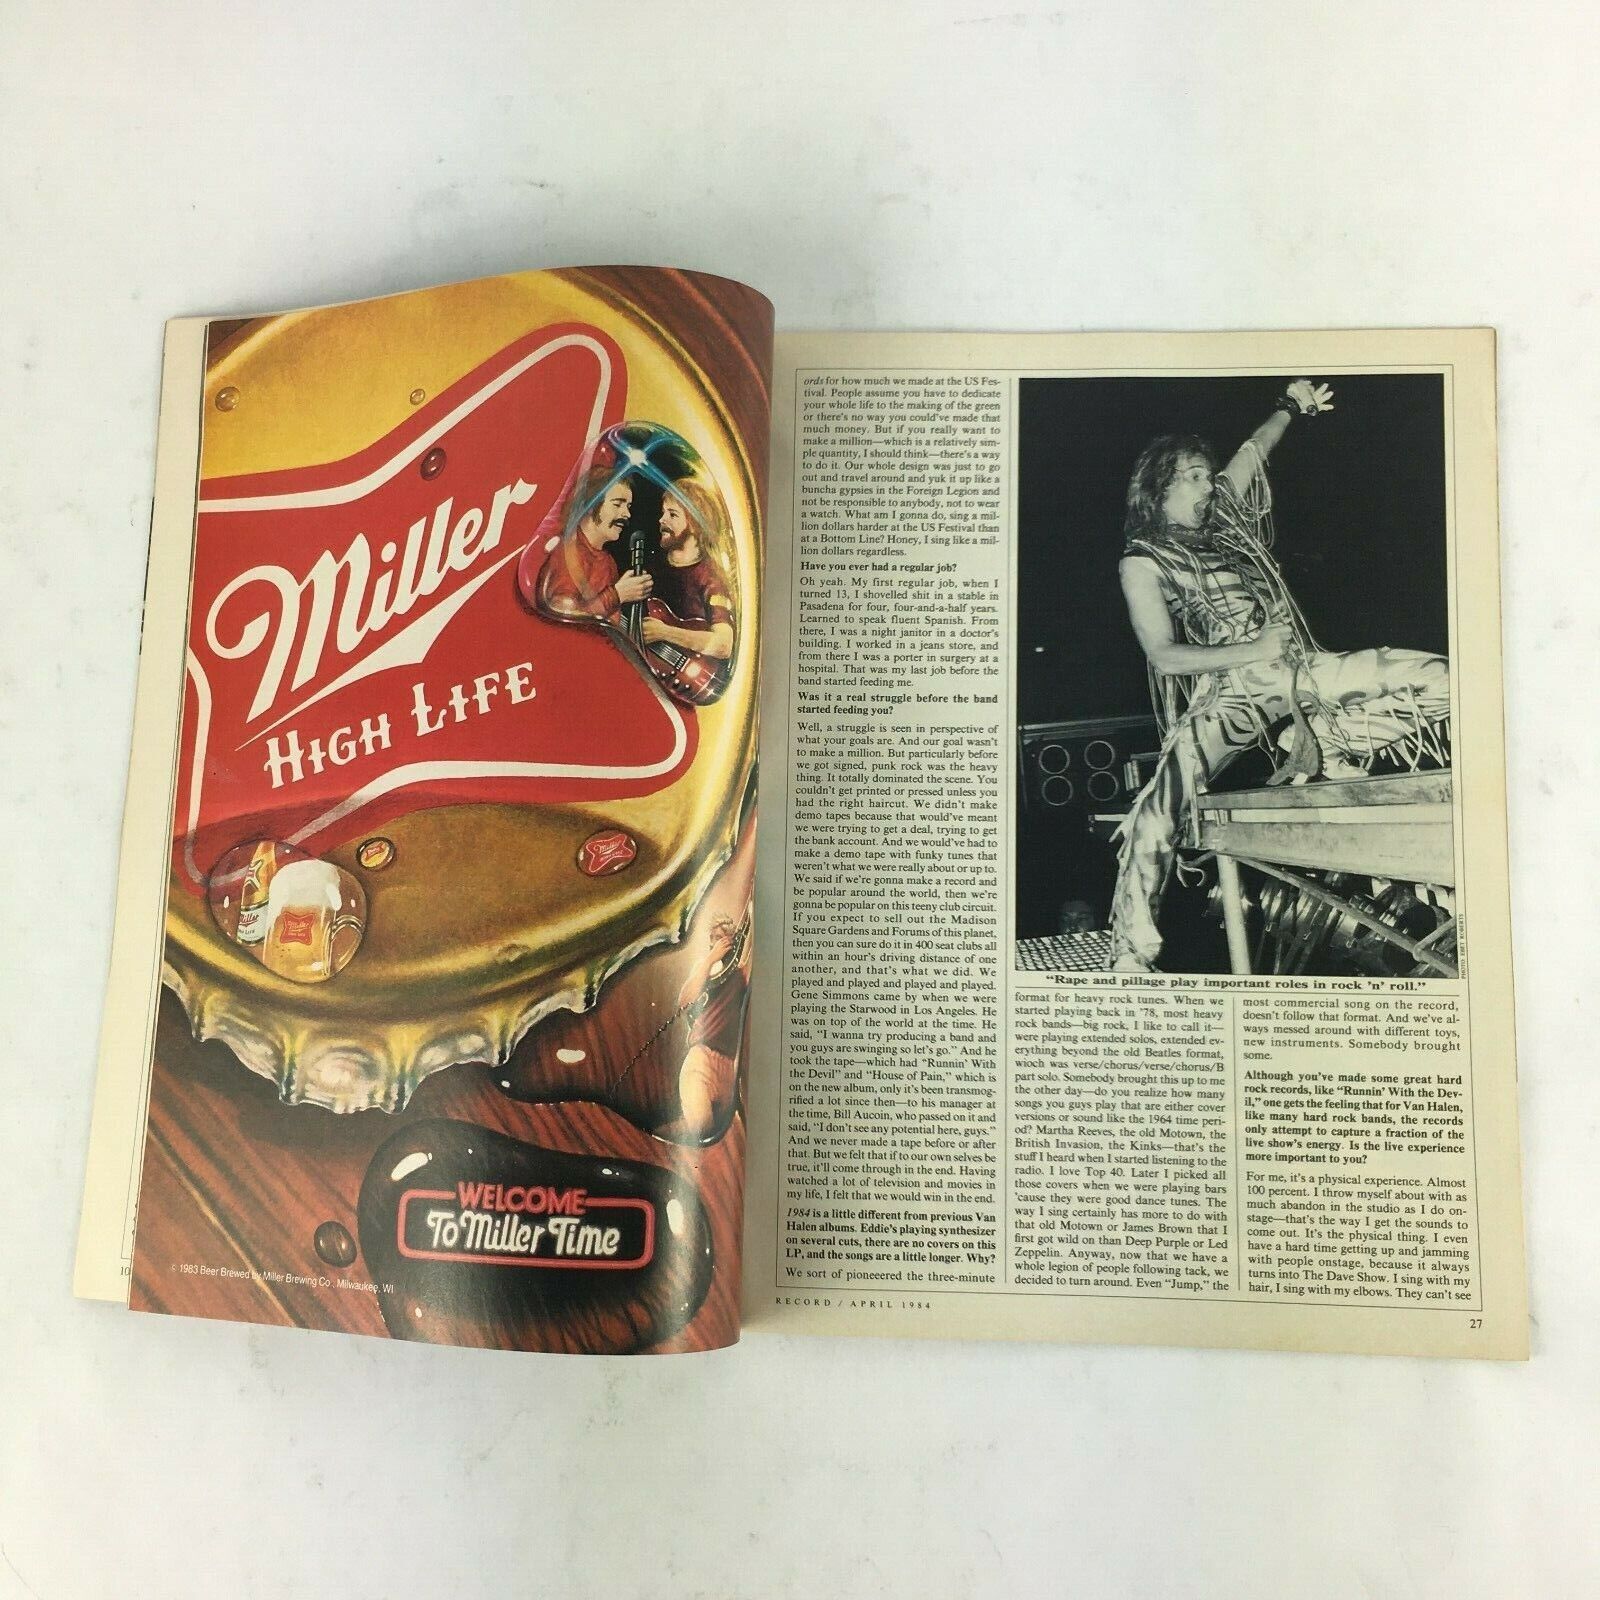 Miller
HIGH LIFE
Miller
Miller
HIGH LIFE
WELCOME
To Miller Time
© 1983 Beer Brewed by Miller Brewing Co., Milwaukee, WI
10
ords for how much we made at the US Fes-
tival. People assume you have to dedicate
your whole life to the making of the green
or there's no way you could've made that
much money. But if you really want to
make a million—which is a relatively sim-
ple quantity, I should think—there's a way
to do it. Our whole design was just to go
out and travel around and yuk it up like a
buncha gypsies in the Foreign Legion and
not be responsible to anybody, not to wear
a watch. What am I gonna do, sing a mil-
lion dollars harder at the US Festival than
at a Bottom Line? Honey, I sing like a mil-
lion dollars regardless.
Have you ever had a regular job?
Oh yeah. My first regular job, when I
turned 13, I shovelled shit in a stable in
Pasadena for four, four-and-a-half years.
Learned to speak fluent Spanish. From
there, I was a night janitor in a doctor's
building. I worked in a jeans store, and
from there I was a porter in surgery at a
hospital. That was my last job before the
band started feeding me.
Was it a real struggle before the band
started feeding you?
Well, a struggle is seen in perspective of
what your goals are. And our goal wasn't
to make a million. But particularly before
we got signed, punk rock was the heavy
thing. It totally dominated the scene. You
couldn't get printed or pressed unless you
had the right haircut. We didn't make
demo tapes because that would've meant
we were trying to get a deal, trying to get
the bank account. And we would've had to
make a demo tape with funky tunes that
weren't what we were really about or up to.
We said if we're gonna make a record and
be popular around the world, then we're
gonna be popular on this teeny club circuit.
If you expect to sell out the Madison
Square Gardens and Forums of this planet,
then you can sure do it in 400 seat clubs all
within an hour's driving distance of one
another, and that's what we did. We
played and played and played and played.
Gene Simmons came by when we were
playing the Starwood in Los Angeles. He
was on top of the world at the time. He
said, "I wanna try producing a band and
you guys are swinging so let's go." And he
took the tape—which had "Runnin' With
the Devil" and "House of Pain," which is
on the new album, only it's been transmog-
rified a lot since then—to his manager at
the time, Bill Aucoin, who passed on it and
said, "I don't see any potential here, guys."
And we never made a tape before or after
that. But we felt that if to our own selves be
true, it'll come through in the end. Having
watched a lot of television and movies in
my life, I felt that we would win in the end.
1984 is a little different from previous Van
Halen albums. Eddie's playing synthesizer
on several cuts, there are no covers on this
LP, and the songs are a little longer. Why?
We sort of pioneeered the three-minute
PHOTO: EBET ROBERTS
"Rape and pillage play important roles in rock 'n' roll."
format for heavy rock tunes. When we
started playing back in '78, most heavy
rock bands—big rock, I like to call it—
were playing extended solos, extended ev-
erything beyond the old Beatles format,
wioch was verse/chorus/verse/chorus/B
part solo. Somebody brought this up to me
the other day—do you realize how many
songs you guys play that are either cover
versions or sound like the 1964 time peri-
od? Martha Reeves, the old Motown, the
British Invasion, the Kinks—that's the
stuff I heard when I started listening to the
radio. I love Top 40. Later I picked all
those covers when we were playing bars
'cause they were good dance tunes. The
way I sing certainly has more to do with
that old Motown or James Brown that I
first got wild on than Deep Purple or Led
Zeppelin. Anyway, now that we have a
whole legion of people following tack, we
decided to turn around. Even "Jump," the
most commercial song on the record,
doesn't follow that format. And we've al-
ways messed around with different toys,
new instruments. Somebody brought
some.
Although you've made some great hard
rock records, like "Runnin' With the Dev-
il," one gets the feeling that for Van Halen,
like many hard rock bands, the records
only attempt to capture a fraction of the
live show's energy. Is the live experience
more important to you?
For me, it's a physical experience. Almost
100 percent. I throw myself about with as
much abandon in the studio as I do on-
stage—that's the way I get the sounds to
come out. It's the physical thing. I even
have a hard time getting up and jamming
with people onstage, because it always
turns into The Dave Show. I sing with my
hair, I sing with my elbows. They can't see
RECORD / APRIL 1984
27